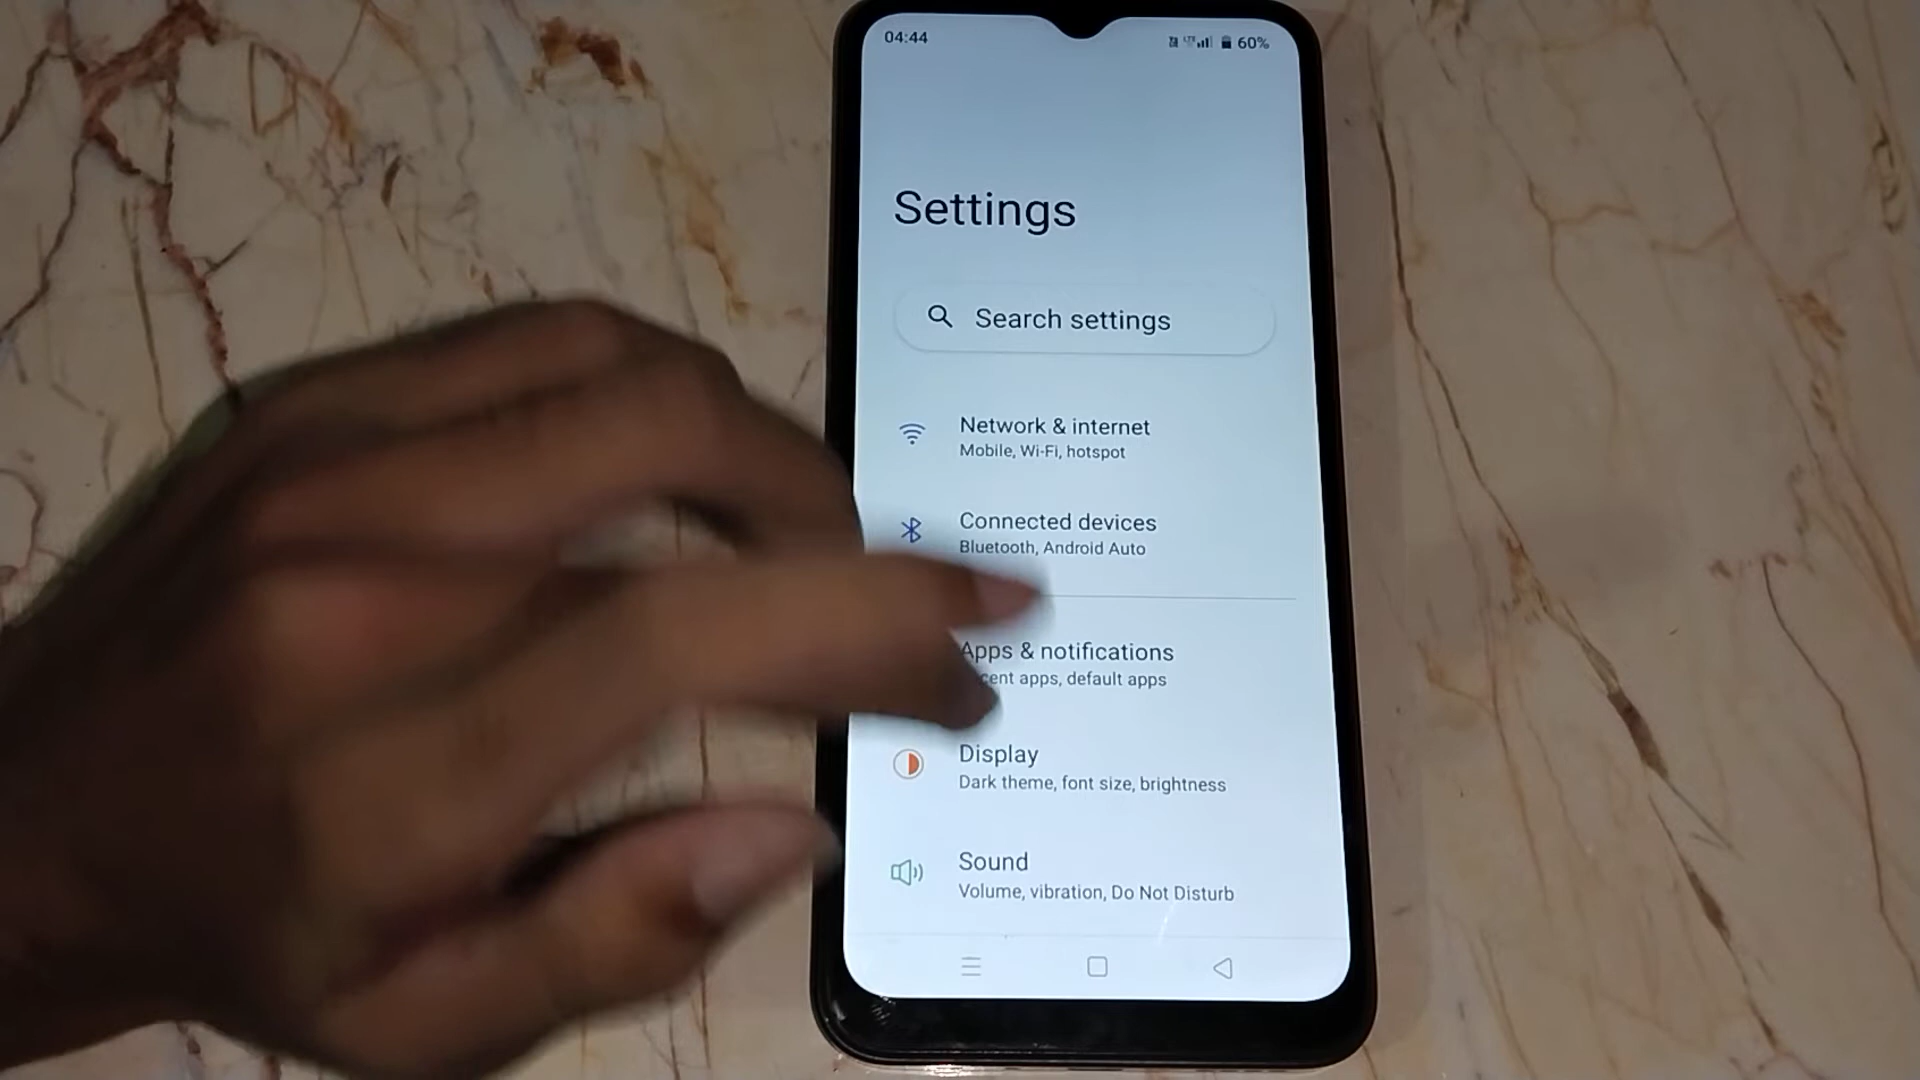 04:44
LTE 60%
Settings
Search settings
Network & internet
Mobile, Wi-Fi, hotspot
Connected devices
Bluetooth, Android Auto
Apps & notifications
cent apps, default apps
Display
Dark theme, font size, brightness
Sound
Volume, vibration, Do Not Disturb